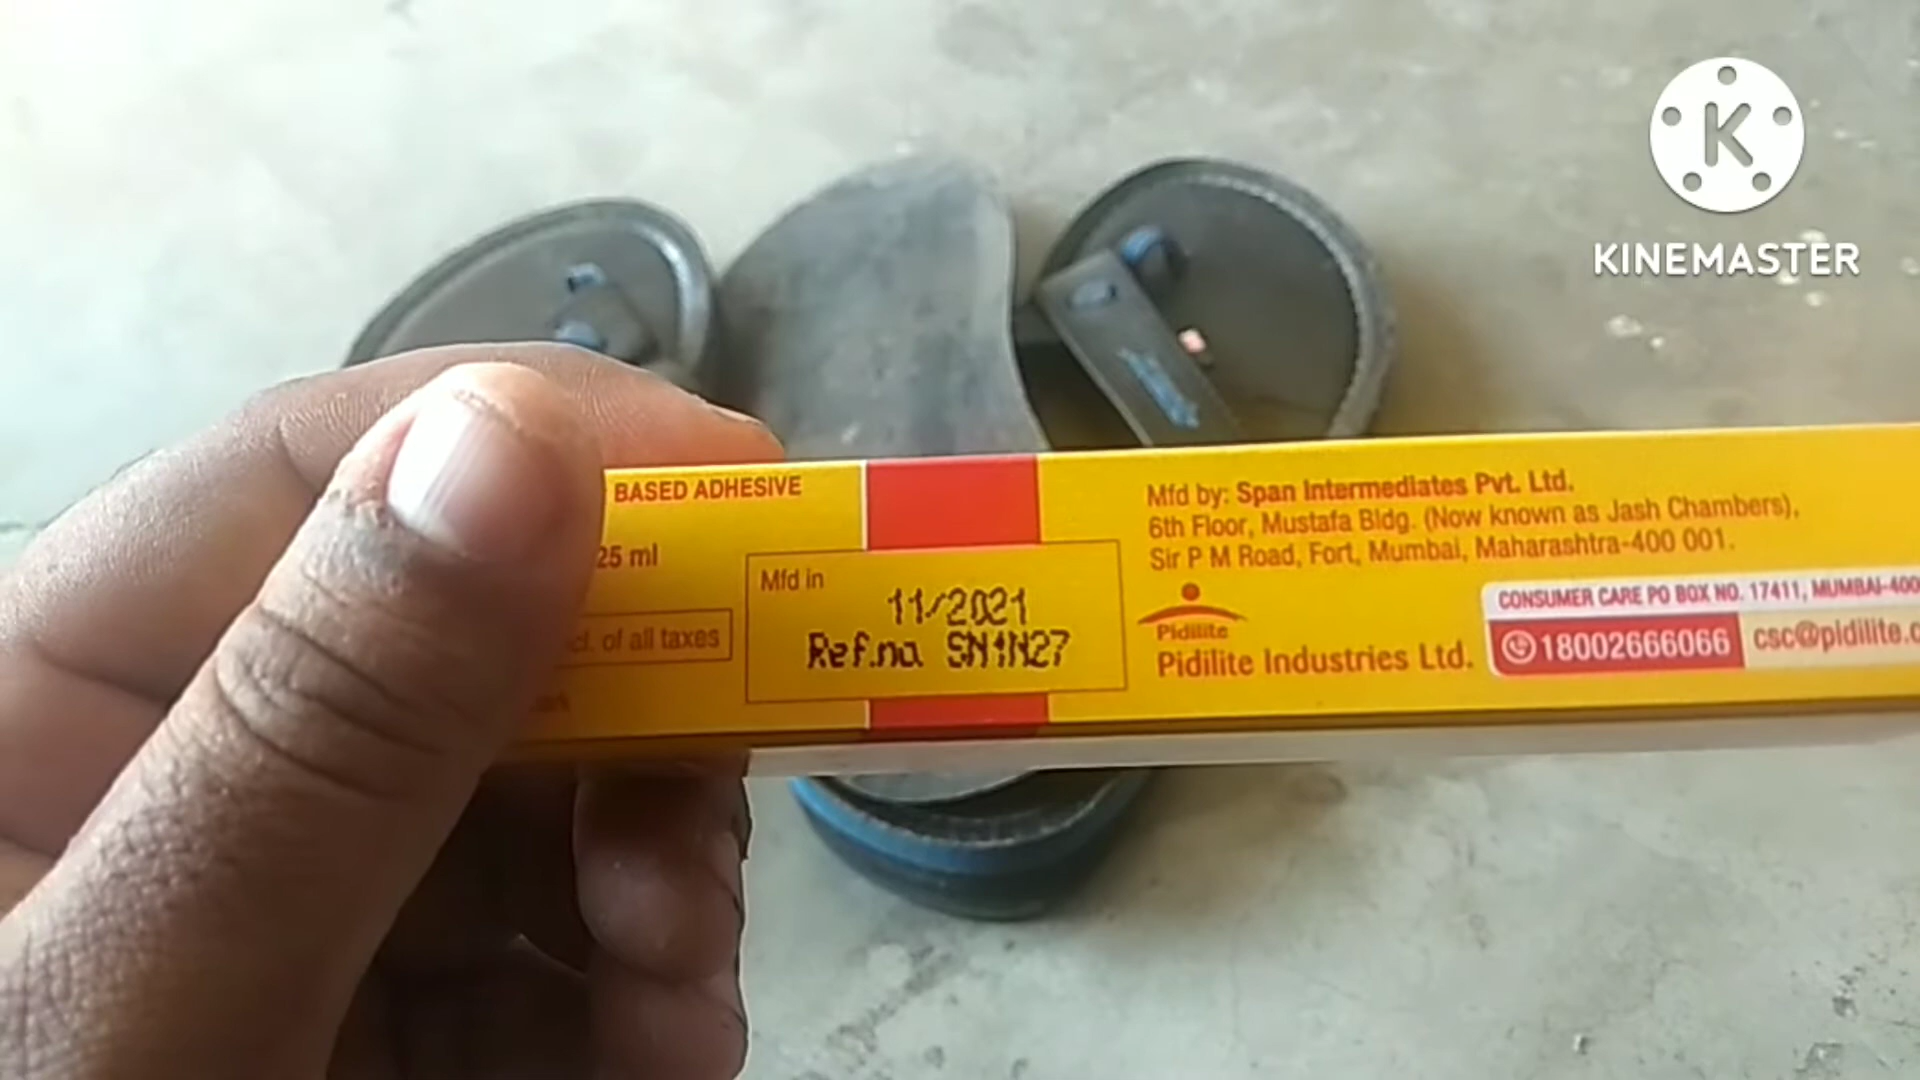 K
KINEMASTER
BASED ADHESIVE
25 ml
cl. of all taxes
Mfd in
11/2021
Ref.no. SN1N27
Mfd by: Span Intermediates Pvt. Ltd.
6th Floor, Mustafa Bldg. (Now known as Jash Chambers),
Sir P M Road, Fort, Mumbai, Maharashtra-400 001.
Pidilite
Pidilite Industries Ltd.
CONSUMER CARE PO BOX NO. 17411, MUMBAI-400
18002666066
csc@pidilite.c